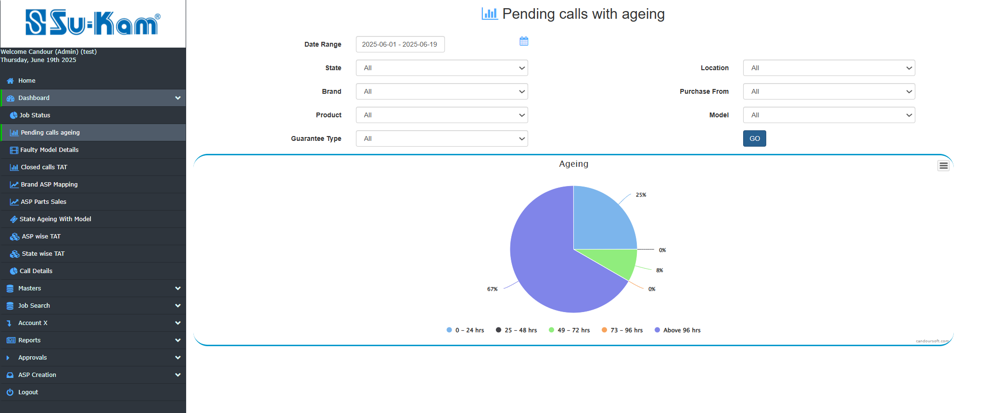 Su-Kam®
Welcome Candour (Admin) (test)
Thursday, June 19th 2025
Home
Dashboard
Job Status
Pending calls ageing
Faulty Model Details
Closed calls TAT
Brand ASP Mapping
ASP Parts Sales
State Ageing With Model
ASP wise TAT
State wise TAT
Call Details
Masters
Job Search
Account X
Reports
Approvals
ASP Creation
Logout
Pending calls with ageing
Date Range 2025-06-01 - 2025-06-19
State All Location All
Brand All Purchase From All
Product All Model All
Guarantee Type All GO
Ageing
25%
0%
8%
0%
67%
0 - 24 hrs 25 - 48 hrs 49 - 72 hrs 73 - 96 hrs Above 96 hrs
candoursoft.com